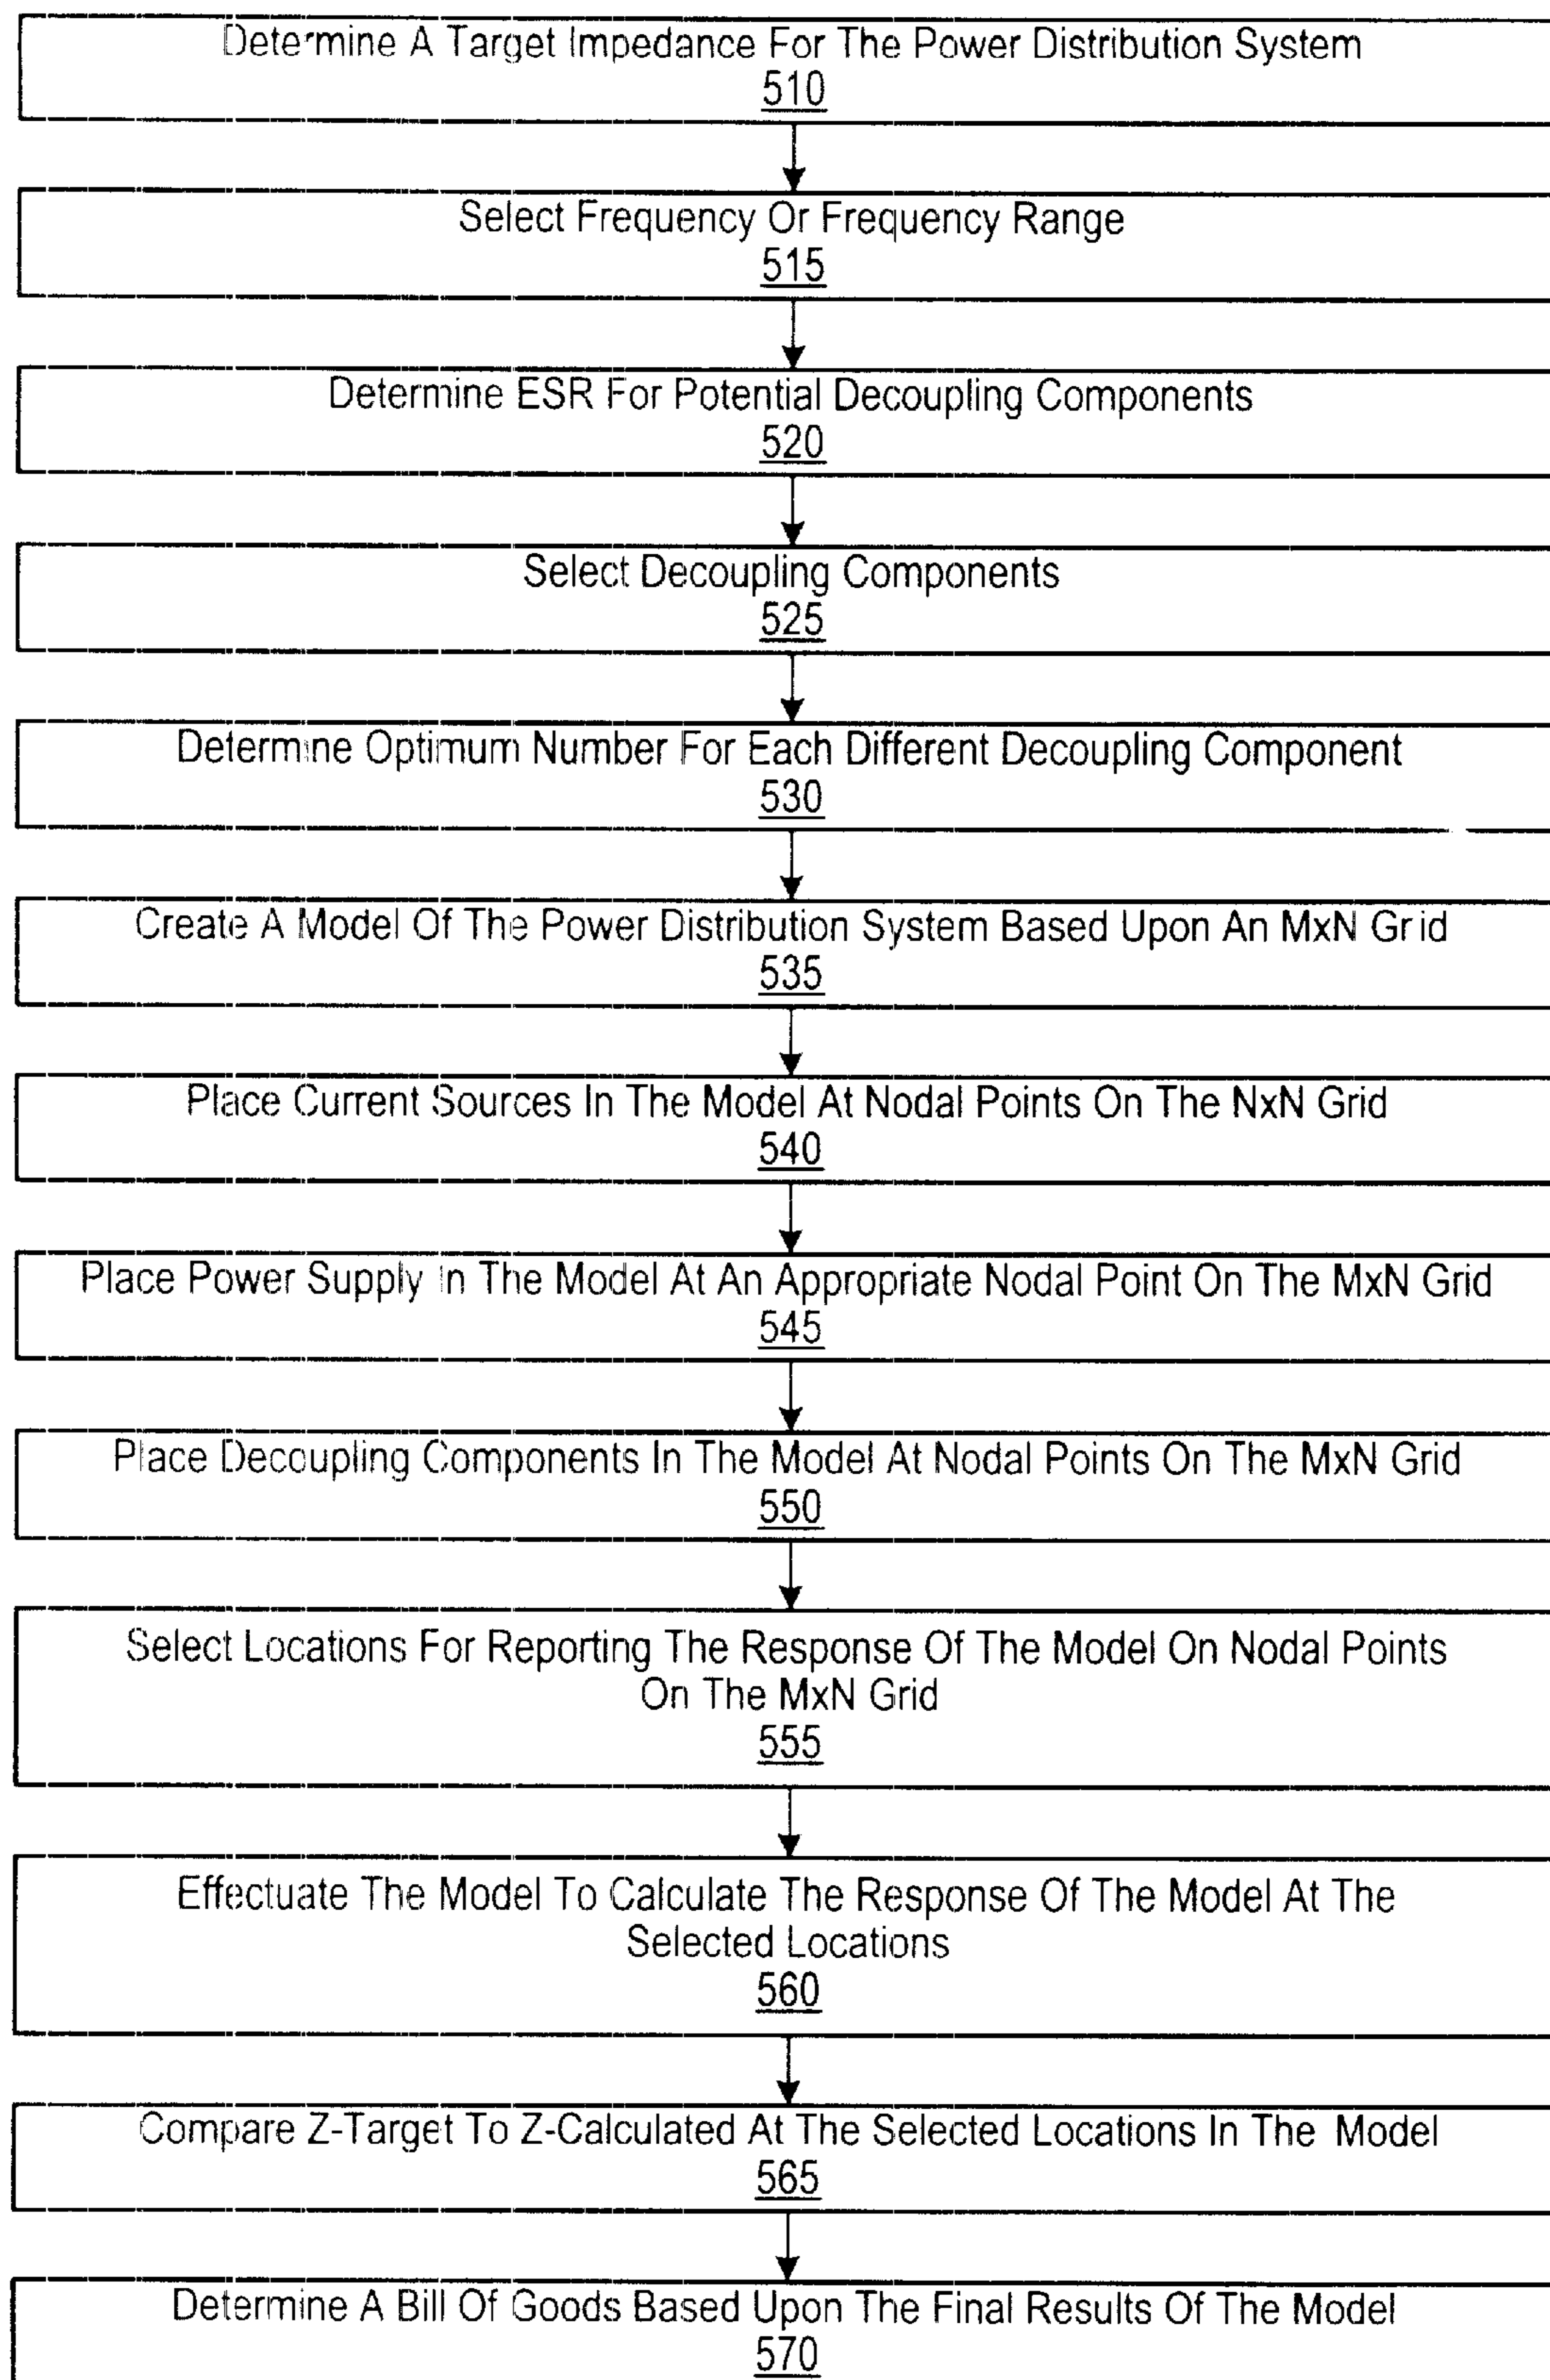 Determine A Target Impedance For The Power Distribution System
510
Select Frequency Or Frequency Range
515
Determine ESR For Potential Decoupling Components
520
Select Decoupling Components
525
Determine Optimum Number For Each Different Decoupling Component
530
Create A Model Of The Power Distribution System Based Upon An MxN Grid
535
Place Current Sources In The Model At Nodal Points On The NxN Grid
540
Place Power Supply In The Model At An Appropriate Nodal Point On The MxN Grid
545
Place Decoupling Components In The Model At Nodal Points On The MxN Grid
550
Select Locations For Reporting The Response Of The Model On Nodal Points
On The MxN Grid
555
Effectuate The Model To Calculate The Response Of The Model At The
Selected Locations
560
Compare Z-Target To Z-Calculated At The Selected Locations In The Model
565
Determine A Bill Of Goods Based Upon The Final Results Of The Model
570